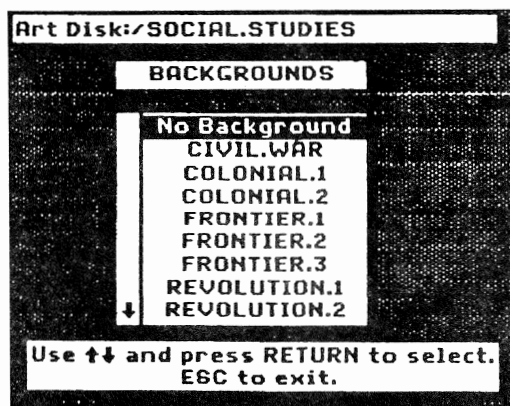 Art Disk:/SOCIAL.STUDIES
BACKGROUNDS
No Background
CIVIL.WAR
COLONIAL.1
COLONIAL.2
FRONTIER.1
FRONTIER.2
FRONTIER.3
REVOLUTION.1
↓ REVOLUTION.2
Use ↑↓ and press RETURN to select.
ESC to exit.